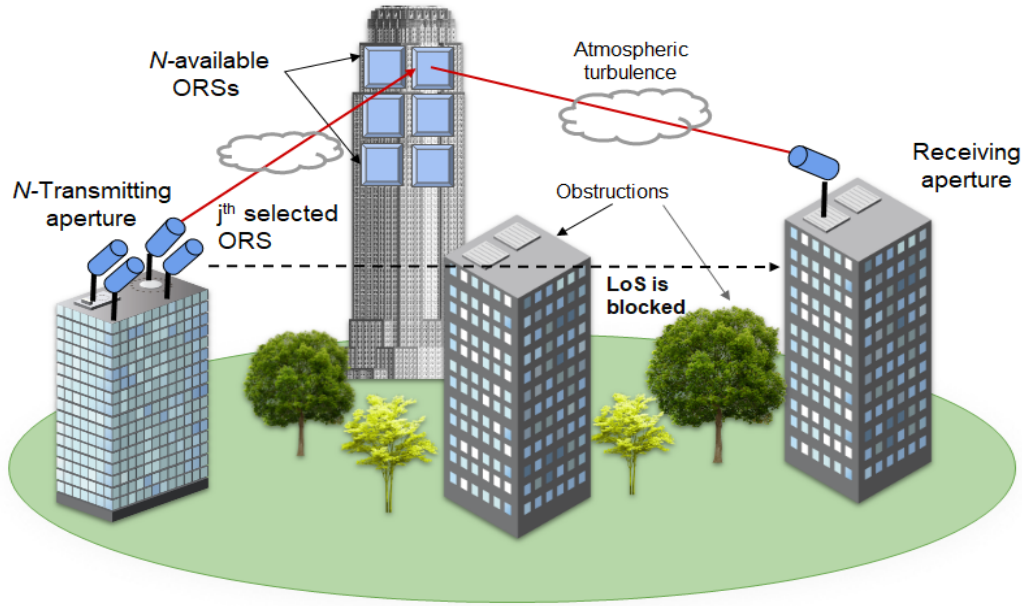 N-available
ORSs
Atmospheric
turbulence
Receiving
aperture
N-Transmitting
aperture
jth selected
ORS
Obstructions
LoS is
blocked